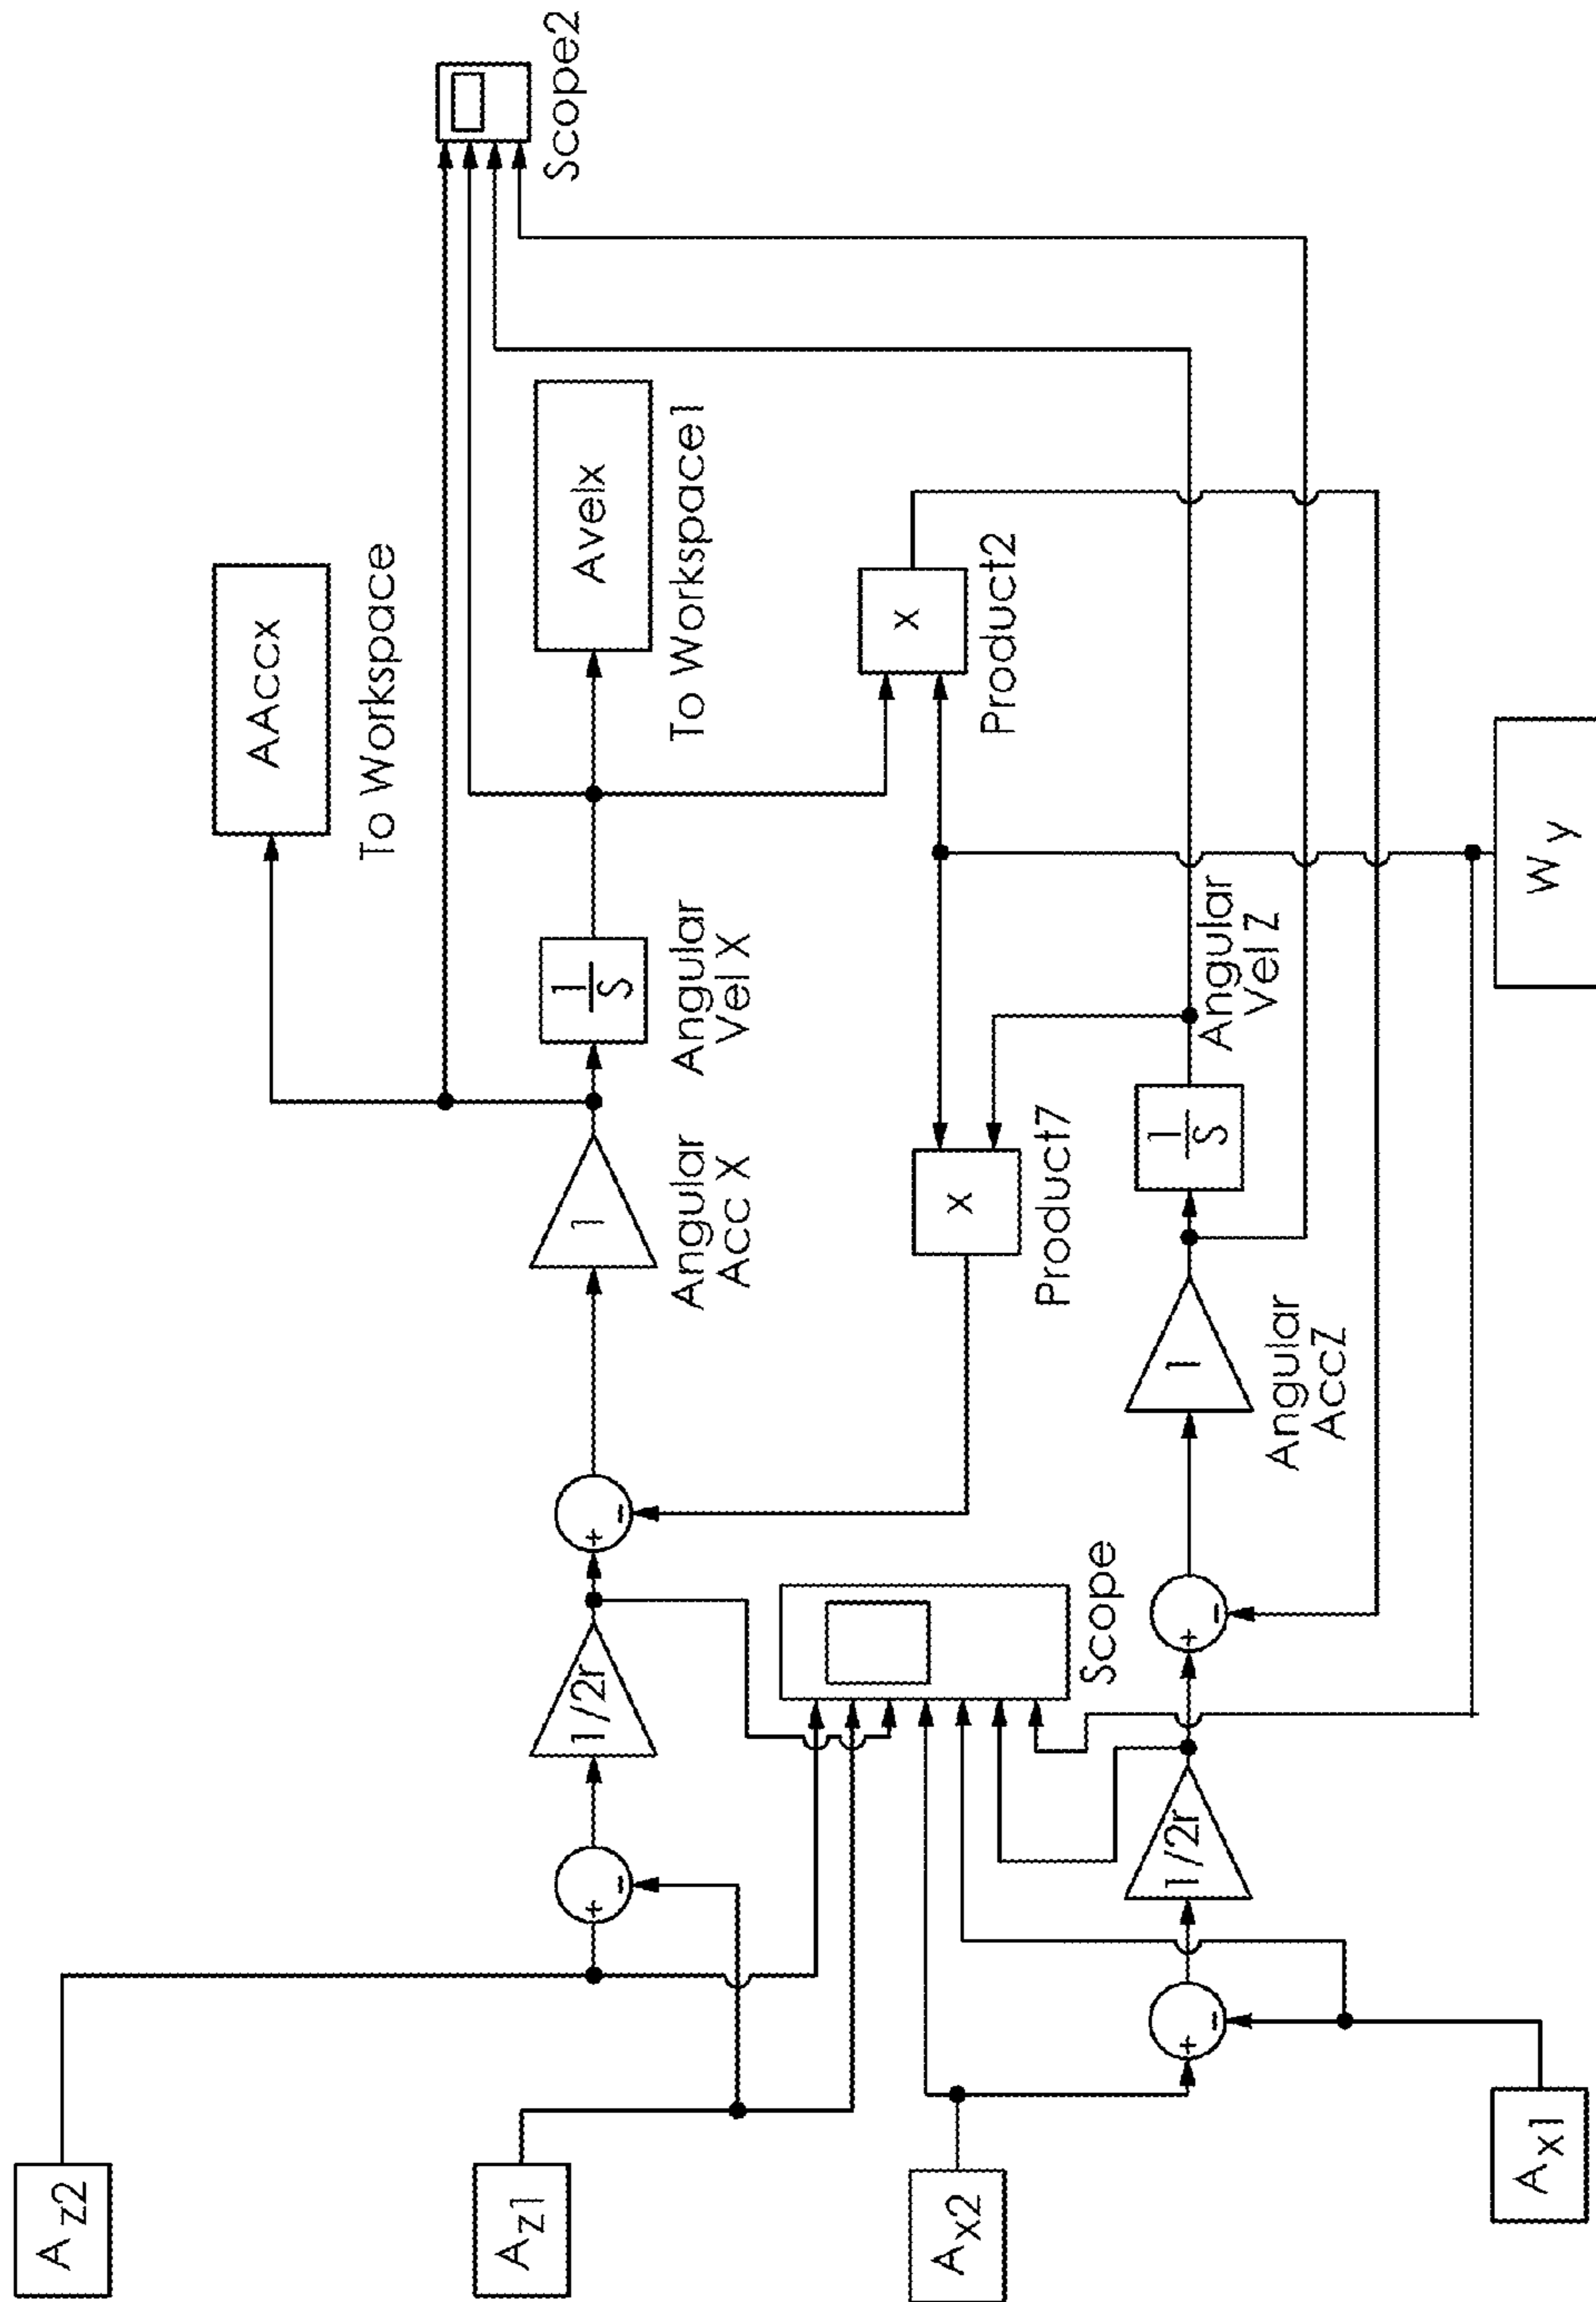 A z2
A z1
A x2
A x1
+
-
1/2r
+
-
1
Angular
Acc X
1
S
Angular
Vel X
AAccx
To Workspace
Avelx
To Workspace1
Scope2
Scope
x
Product7
x
Product2
+
-
1/2r
+
-
1
Angular
AccZ
1
S
Angular
Vel Z
W y